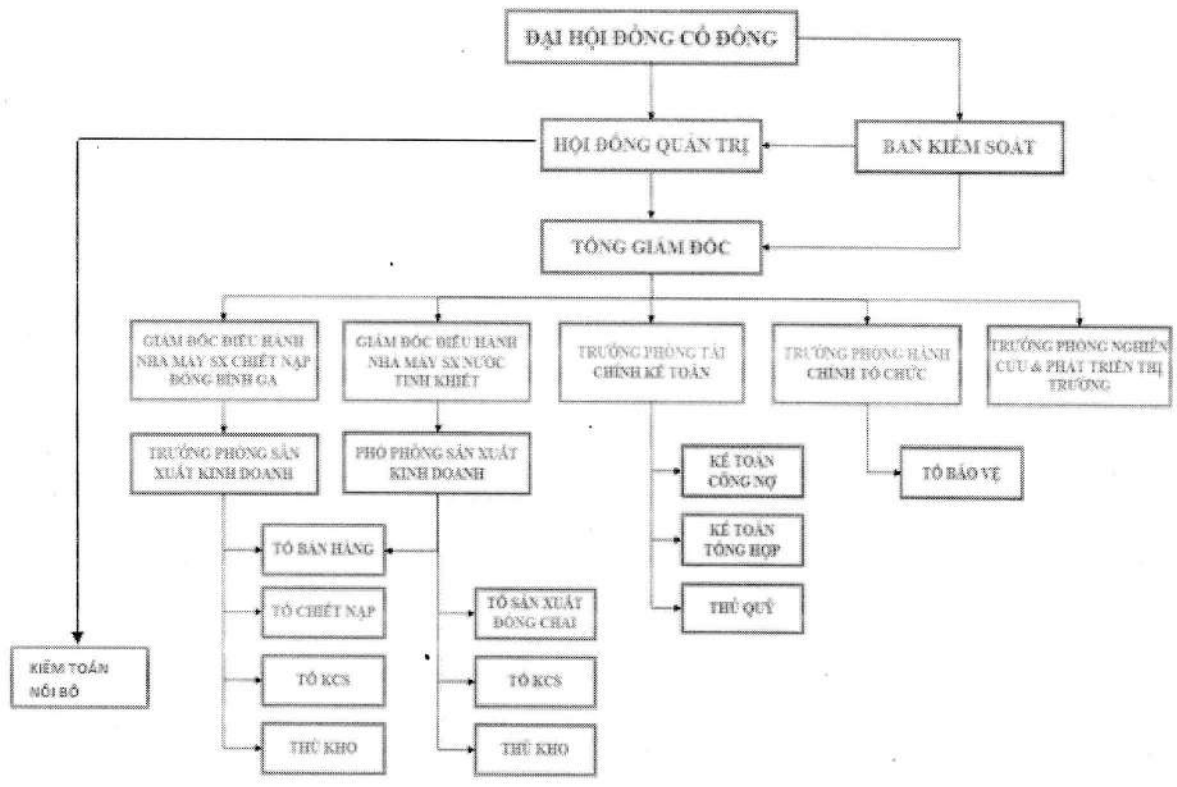 ĐẠI HỘI ĐỒNG CỔ ĐÔNG
HỘI ĐỒNG QUẢN TRỊ
BAN KIỂM SOÁT
TỔNG GIÁM ĐỐC
GIÁM ĐỐC ĐIỀU HÀNH
NHÀ MÁY SX CHIẾT NẠP
ĐÓNG BÌNH GA
GIÁM ĐỐC ĐIỀU HÀNH
NHÀ MÁY SX NƯỚC
TINH KHIẾT
TRƯỞNG PHÒNG TÀI
CHÍNH KẾ TOÁN
TRƯỞNG PHÒNG HÀNH
CHÍNH TỔ CHỨC
TRƯỞNG PHÒNG NGHIÊN
CỨU & PHÁT TRIỂN THỊ
TRƯỜNG
TRƯỞNG PHÒNG SẢN
XUẤT KINH DOANH
PHÓ PHÒNG SẢN XUẤT
KINH DOANH
KẾ TOÁN
CÔNG NỢ
TỔ BẢO VỆ
TỔ BÁN HÀNG
KẾ TOÁN
TỔNG HỢP
TỔ CHIẾT NẠP
TỔ SẢN XUẤT
ĐÓNG CHAI
THỦ QUỸ
KIỂM TOÁN
NỘI BỘ
TỔ KCS
TỔ KCS
THỦ KHO
THỦ KHO